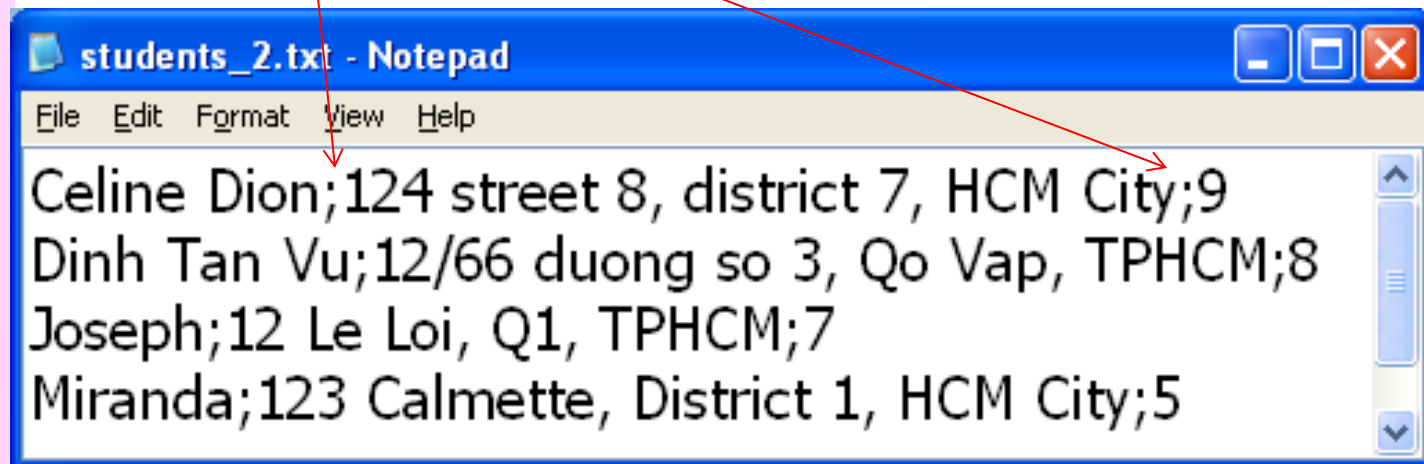 students_2.txt - Notepad
File Edit Format View Help
Celine Dion;124 street 8, district 7, HCM City;9
Dinh Tan Vu;12/66 duong so 3, Qo Vap, TPHCM;8
Joseph;12 Le Loi, Q1, TPHCM;7
Miranda;123 Calmette, District 1, HCM City;5